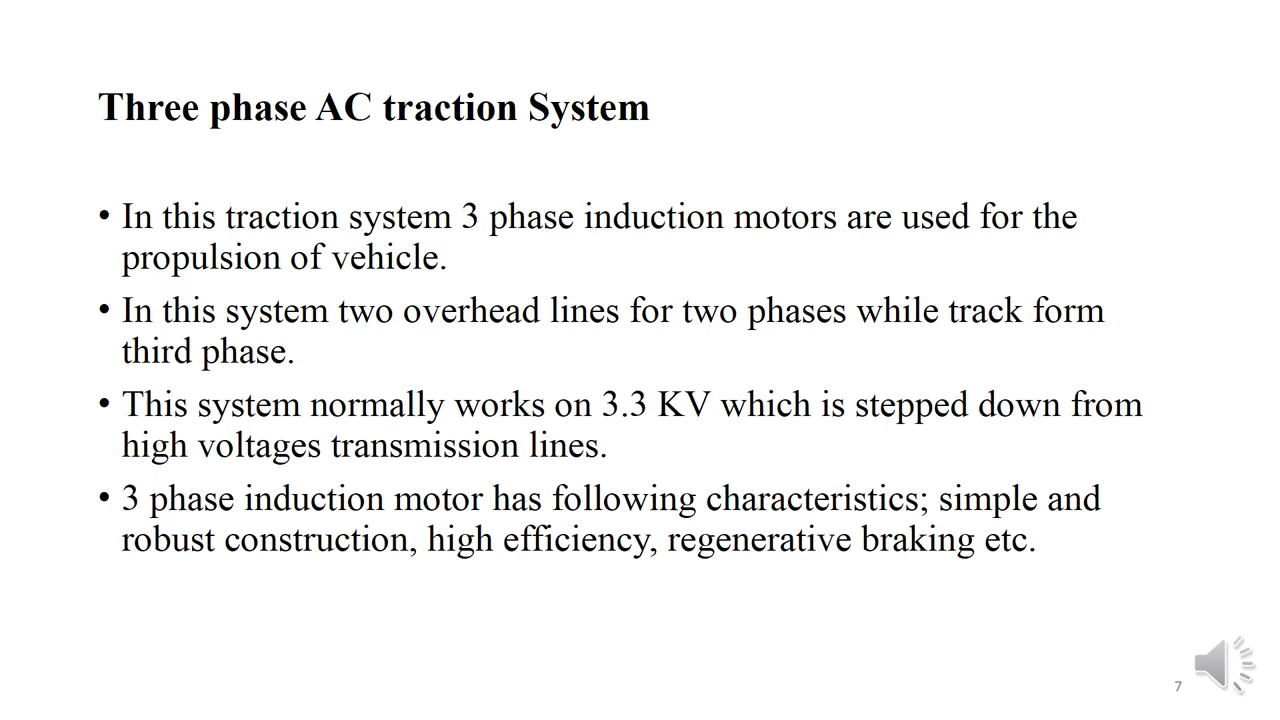 Three phase AC traction System
• In this traction system 3 phase induction motors are used for the
propulsion of vehicle.
• In this system two overhead lines for two phases while track form
third phase.
• This system normally works on 3.3 KV which is stepped down from
high voltages transmission lines.
• 3 phase induction motor has following characteristics; simple and
robust construction, high efficiency, regenerative braking etc.
7